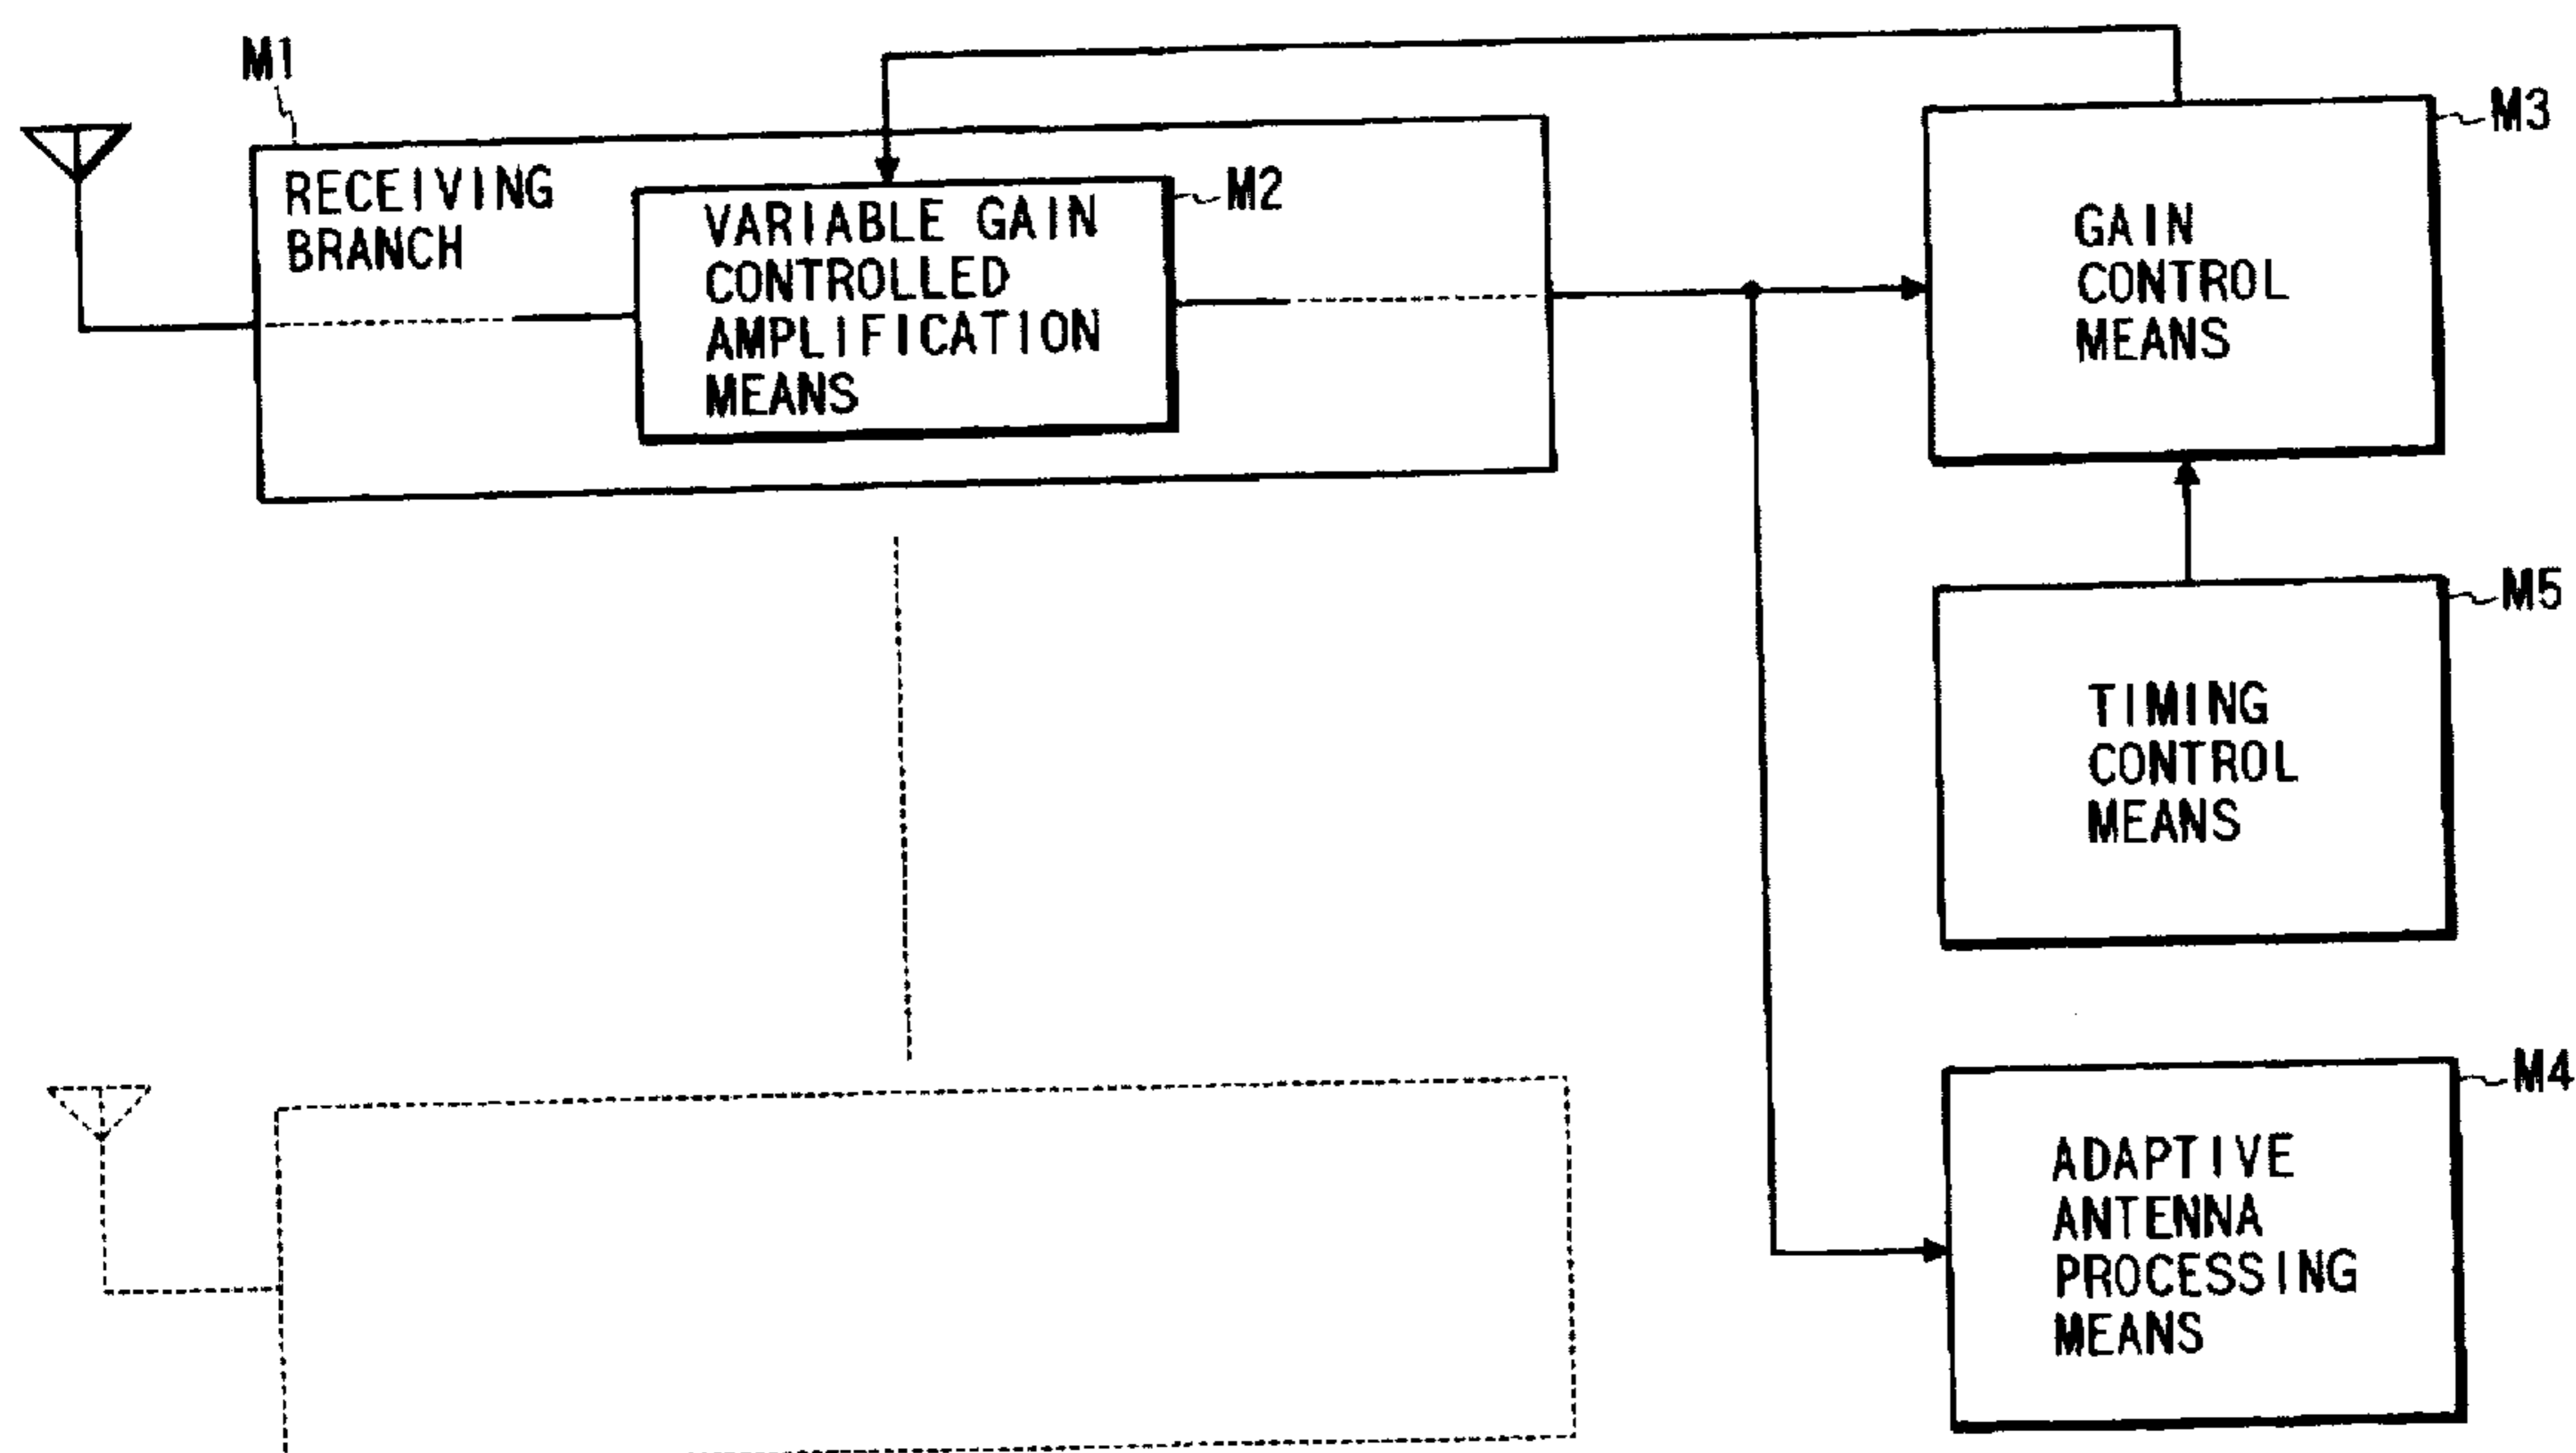 M1
RECEIVING
BRANCH
VARIABLE GAIN
CONTROLLED
AMPLIFICATION
MEANS
M2
GAIN
CONTROL
MEANS
M3
TIMING
CONTROL
MEANS
M5
ADAPTIVE
ANTENNA
PROCESSING
MEANS
M4